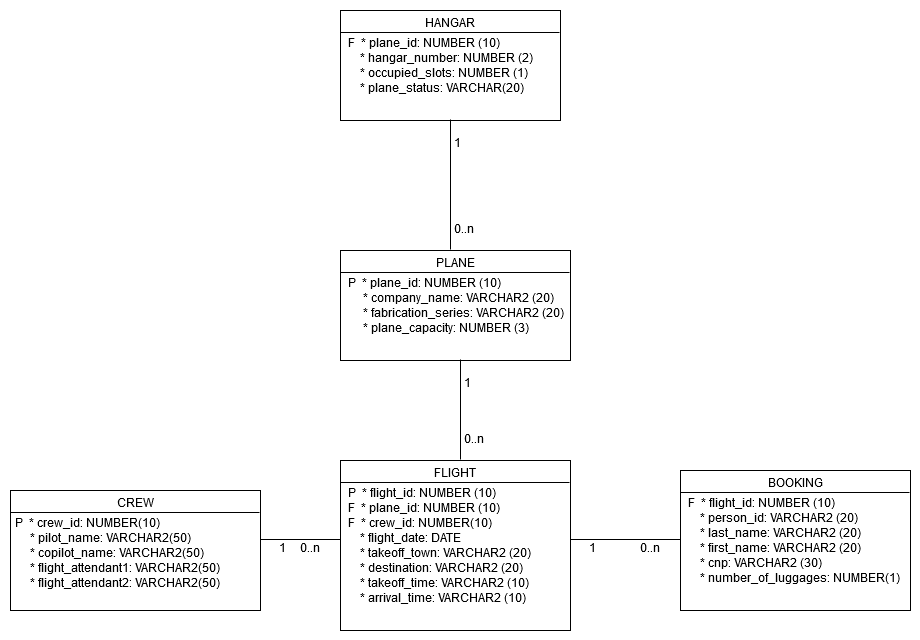 HANGAR
F * plane_id: NUMBER (10)
* hangar_number: NUMBER (2)
* occupied_slots: NUMBER (1)
* plane_status: VARCHAR(20)
1
0..n
PLANE
P * plane_id: NUMBER (10)
* company_name: VARCHAR2 (20)
* fabrication_series: VARCHAR2 (20)
* plane_capacity: NUMBER (3)
1
0..n
CREW
P * crew_id: NUMBER(10)
* pilot_name: VARCHAR2(50)
* copilot_name: VARCHAR2(50)
* flight_attendant1: VARCHAR2(50)
* flight_attendant2: VARCHAR2(50)
1 0..n
FLIGHT
P * flight_id: NUMBER (10)
F * plane_id: NUMBER (10)
F * crew_id: NUMBER(10)
* flight_date: DATE
* takeoff_town: VARCHAR2 (20)
* destination: VARCHAR2 (20)
* takeoff_time: VARCHAR2 (10)
* arrival_time: VARCHAR2 (10)
1 0..n
BOOKING
F * flight_id: NUMBER (10)
* person_id: VARCHAR2 (20)
* last_name: VARCHAR2 (20)
* first_name: VARCHAR2 (20)
* cnp: VARCHAR2 (30)
* number_of_luggages: NUMBER(1)